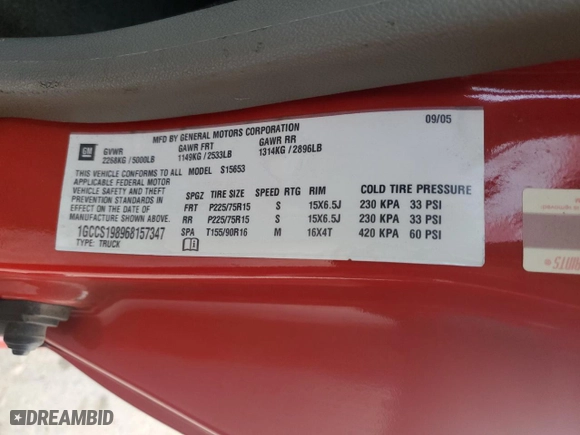 MFD BY GENERAL MOTORS CORPORATION
09/05
GM
GVWR GAWR FRT GAWR RR
2268KG / 5000LB 1149KG / 2533LB 1314KG / 2896LB
THIS VEHICLE CONFORMS TO ALL MODEL S15653
APPLICABLE FEDERAL MOTOR
VEHICLE SAFETY AND THEFT
PREVENTION STANDARDS IN
EFFECT ON THE DATE OF
MANUFACTURE SHOWN ABOVE.
1GCCS198968157347
TYPE: TRUCK
SPGZ TIRE SIZE SPEED RTG RIM COLD TIRE PRESSURE
FRT P225/75R15 S 15X6.5J 230 KPA 33 PSI
RR P225/75R15 S 15X6.5J 230 KPA 33 PSI
SPA T155/90R16 M 16X4T 420 KPA 60 PSI
DREAMBID